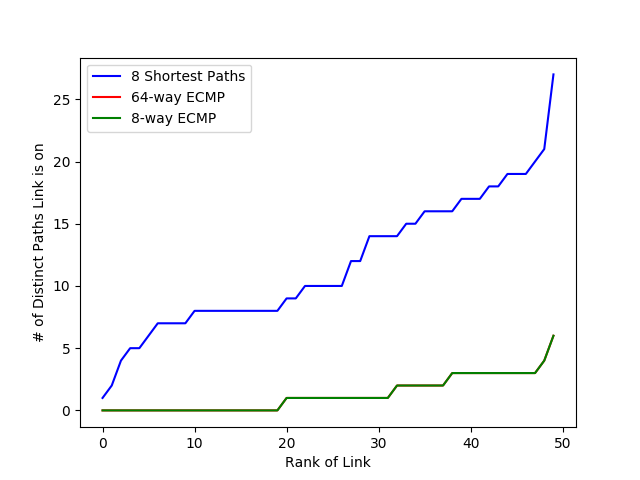 8 Shortest Paths
64-way ECMP
8-way ECMP
# of Distinct Paths Link is on
25
20
15
10
5
0
0 10 20 30 40 50
Rank of Link